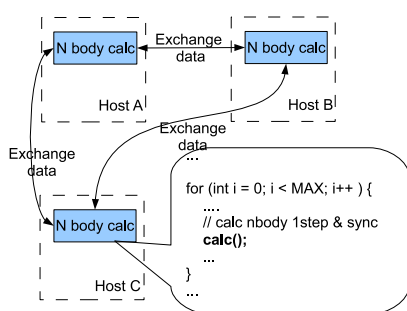 N body calc
N body calc
Exchange
data
Host A
Host B
Exchange
data
Exchange
data
...
for (int i = 0; i < MAX; i++ ) {
....
// calc nbody 1step & sync
calc();
...
}
...
N body calc
Host C